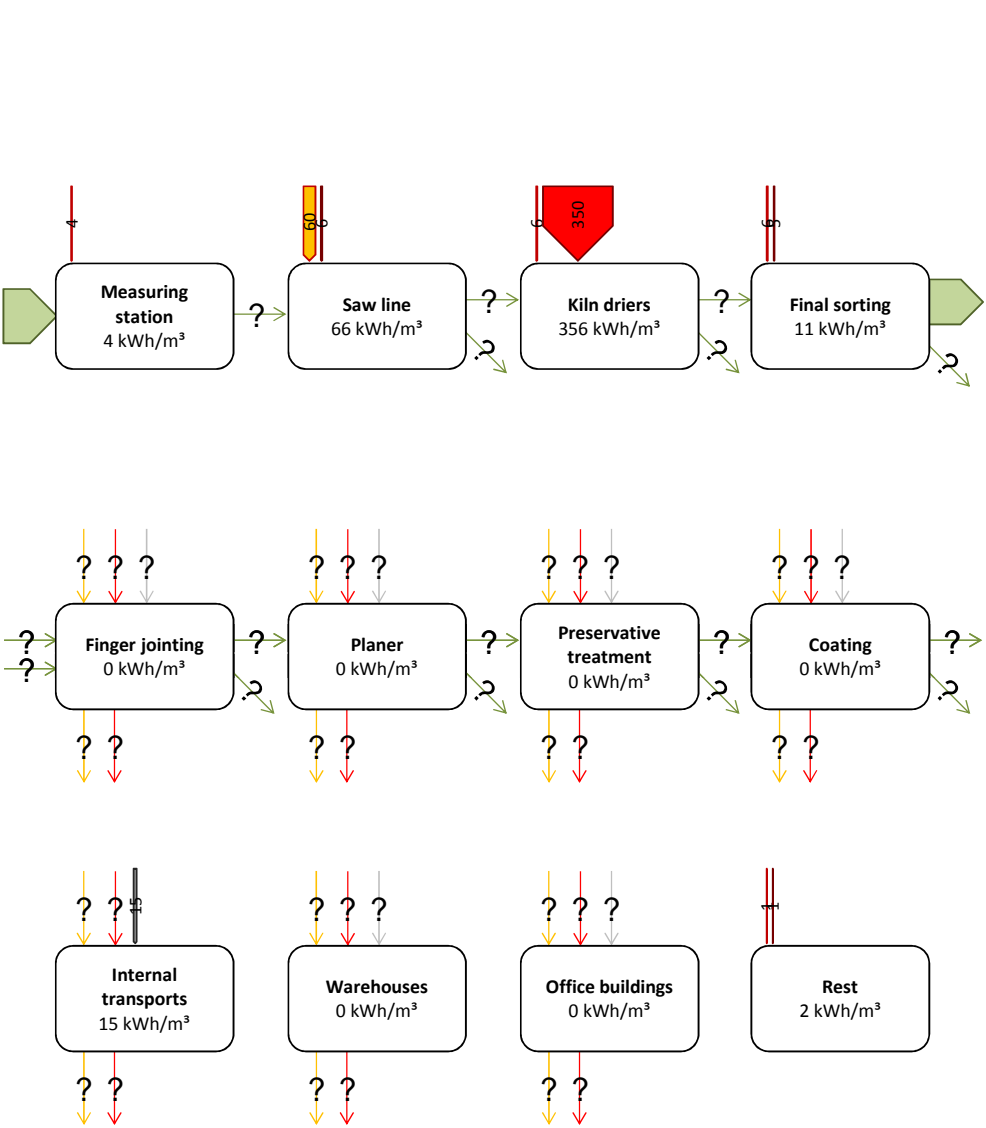 4
60
6
6
350
6
5
Measuring
station
4 kWh/m³
?
Saw line
66 kWh/m³
?
?
Kiln driers
356 kWh/m³
?
?
Final sorting
11 kWh/m³
?
? ? ?
? ? ?
? ? ?
? ? ?
?
?
Finger jointing
0 kWh/m³
?
?
Planer
0 kWh/m³
?
?
Preservative
treatment
0 kWh/m³
?
?
Coating
0 kWh/m³
?
?
? ?
? ?
? ?
? ?
? ? 15
? ? ?
? ? ?
1
1
Internal
transports
15 kWh/m³
Warehouses
0 kWh/m³
Office buildings
0 kWh/m³
Rest
2 kWh/m³
? ?
? ?
? ?